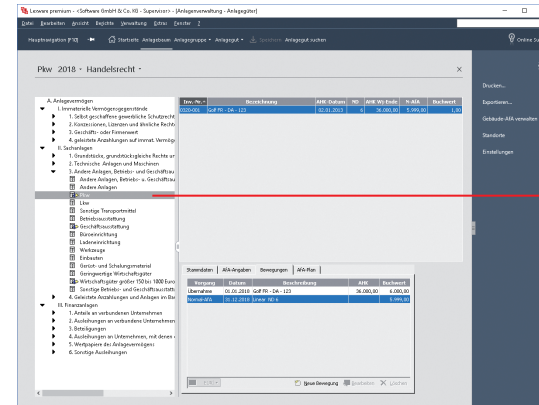 Lexware premium - <Software GmbH & Co. KG - Supervisor> - [Anlagenverwaltung - Anlagegüter]
Datei Bearbeiten Ansicht Berichte Verwaltung Extras Fenster ?
Hauptnavigation [F10] Startseite Anlagebaum Anlagegruppe Anlagegut Speichern Anlagegut suchen
Online Su
Pkw 2018 - Handelsrecht
Drucken...
Exportieren...
Gebäude-AfA verwalten
Standorte
Einstellungen
A. Anlagevermögen
I. Immaterielle Vermögensgegenstände
1. Selbst geschaffene gewerbliche Schutzrecht
2. Konzessionen, Lizenzen und ähnliche Recht
3. Geschäfts- oder Firmenwert
4. geleistete Anzahlungen auf immat. Vermög
II. Sachanlagen
1. Grundstücke, grundstücksgleiche Rechte un
2. Technische Anlagen und Maschinen
3. Andere Anlagen, Betriebs- und Geschäftsau
Andere Anlagen, Betriebs- u. Geschäftsau
Andere Anlagen
Pkw
Lkw
Sonstige Transportmittel
Betriebsausstattung
Geschäftsausstattung
Büroeinrichtung
Ladeneinrichtung
Werkzeuge
Einbauten
Gerüst- und Schalungsmaterial
Geringwertige Wirtschaftsgüter
Wirtschaftsgüter größer 150 bis 1000 Euro
Sonstige Betriebs- und Geschäftsausstattu
4. Geleistete Anzahlungen und Anlagen im Ba
III. Finanzanlagen
1. Anteile an verbundenen Unternehmen
2. Ausleihungen an verbundene Unternehmen
3. Beteiligungen
4. Ausleihungen an Unternehmen, mit denen e
5. Wertpapiere des Anlagevermögens
6. Sonstige Ausleihungen
Inv.-Nr. Bezeichnung AHK-Datum ND AHK Wj-Ende N-AfA Buchwert
0320-001 Golf FR - DA - 123 02.01.2013 6 36.000,00 5.999,00 1,00
Stammdaten AfA-Angaben Bewegungen AfA-Plan
Vorgang Datum Beschreibung AHK Buchwert
Übernahme 01.01.2018 Golf FR - DA - 123 36.000,00 6.000,00
Normal-AfA 31.12.2018 Linear ND 6 5.999,00
Neue Bewegung Bearbeiten Löschen